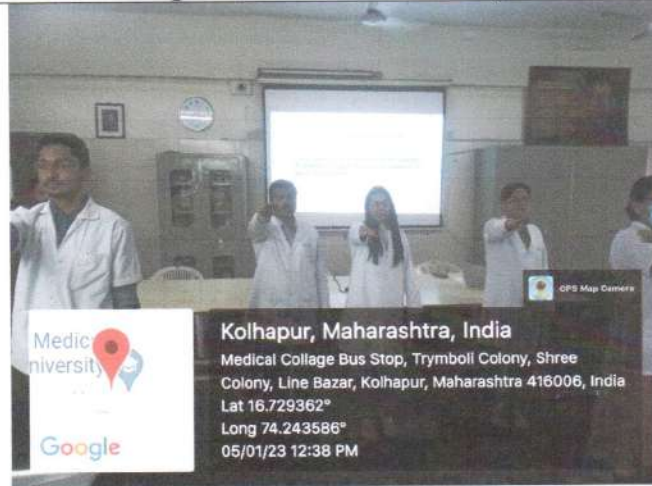 GPS Map Camera
Medic
niversity
Google
Kolhapur, Maharashtra, India
Medical Collage Bus Stop, Trymboli Colony, Shree
Colony, Line Bazar, Kolhapur, Maharashtra 416006, India
Lat 16.729362°
Long 74.243586°
05/01/23 12:38 PM